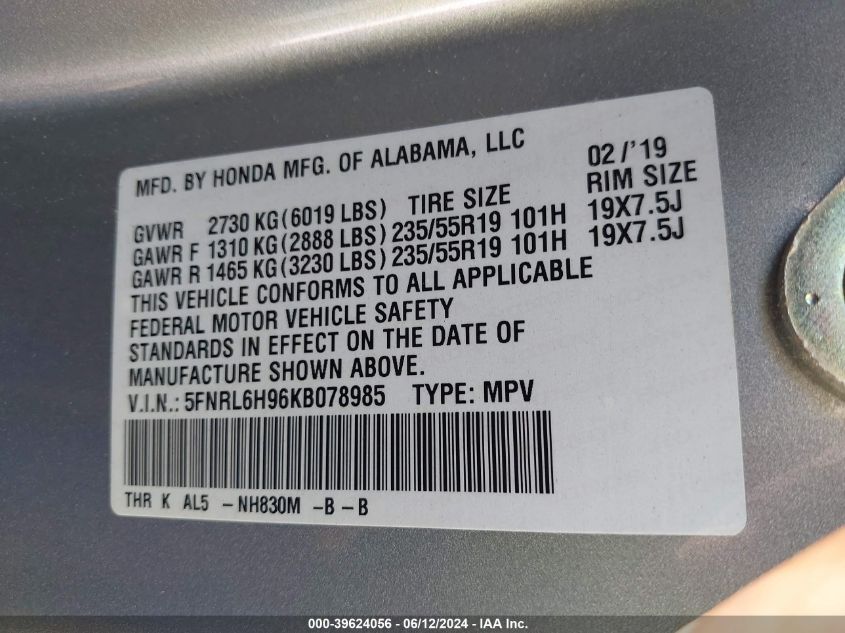 MFD. BY HONDA MFG. OF ALABAMA, LLC 02/'19
GVWR 2730 KG(6019 LBS) TIRE SIZE RIM SIZE
GAWR F 1310 KG(2888 LBS) 235/55R19 101H 19X7.5J
GAWR R 1465 KG(3230 LBS) 235/55R19 101H 19X7.5J
THIS VEHICLE CONFORMS TO ALL APPLICABLE
FEDERAL MOTOR VEHICLE SAFETY
STANDARDS IN EFFECT ON THE DATE OF
MANUFACTURE SHOWN ABOVE.
V.I.N.: 5FNRL6H96KB078985 TYPE: MPV
THR K AL5 -NH830M -B-B
000-39624056 - 06/12/2024 - IAA Inc.